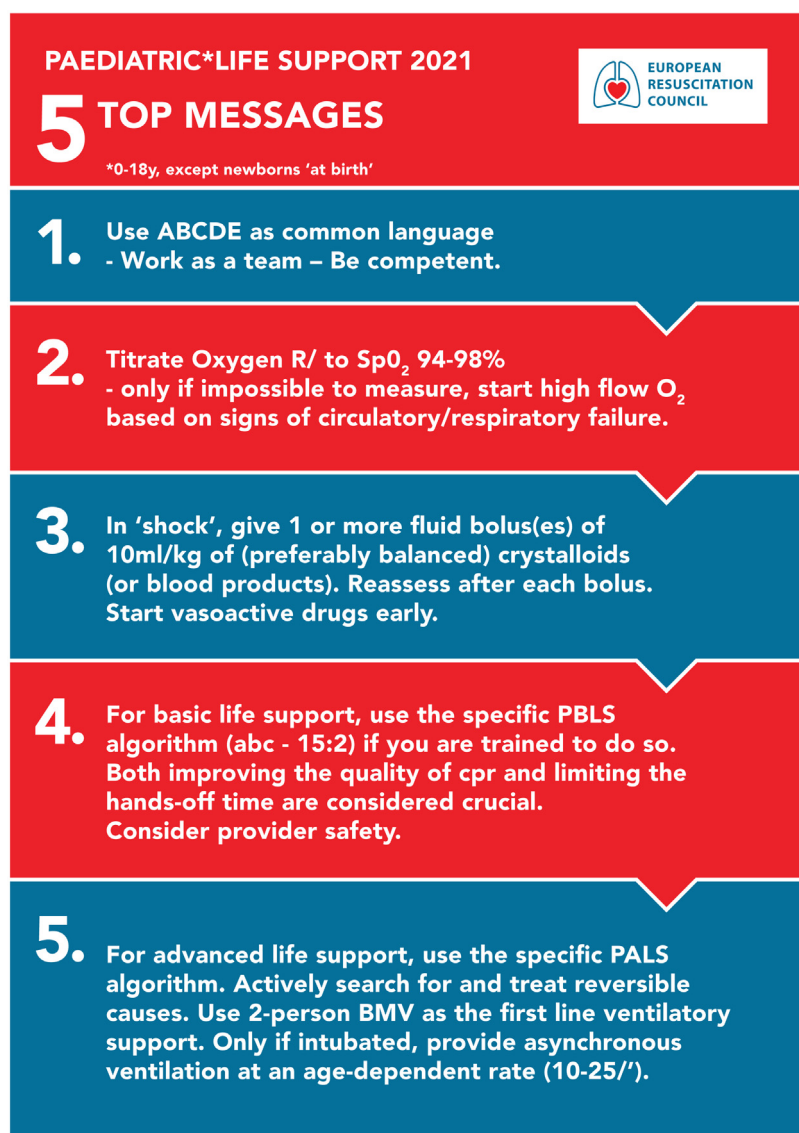 PAEDIATRIC*LIFE SUPPORT 2021
5 TOP MESSAGES
*0-18y, except newborns ‘at birth’
EUROPEAN
RESUSCITATION
COUNCIL
1. Use ABCDE as common language
- Work as a team – Be competent.
2. Titrate Oxygen R/ to Sp0₂ 94-98%
- only if impossible to measure, start high flow O₂
based on signs of circulatory/respiratory failure.
3. In ‘shock’, give 1 or more fluid bolus(es) of
10ml/kg of (preferably balanced) crystalloids
(or blood products). Reassess after each bolus.
Start vasoactive drugs early.
4. For basic life support, use the specific PBLS
algorithm (abc - 15:2) if you are trained to do so.
Both improving the quality of cpr and limiting the
hands-off time are considered crucial.
Consider provider safety.
5. For advanced life support, use the specific PALS
algorithm. Actively search for and treat reversible
causes. Use 2-person BMV as the first line ventilatory
support. Only if intubated, provide asynchronous
ventilation at an age-dependent rate (10-25/’).